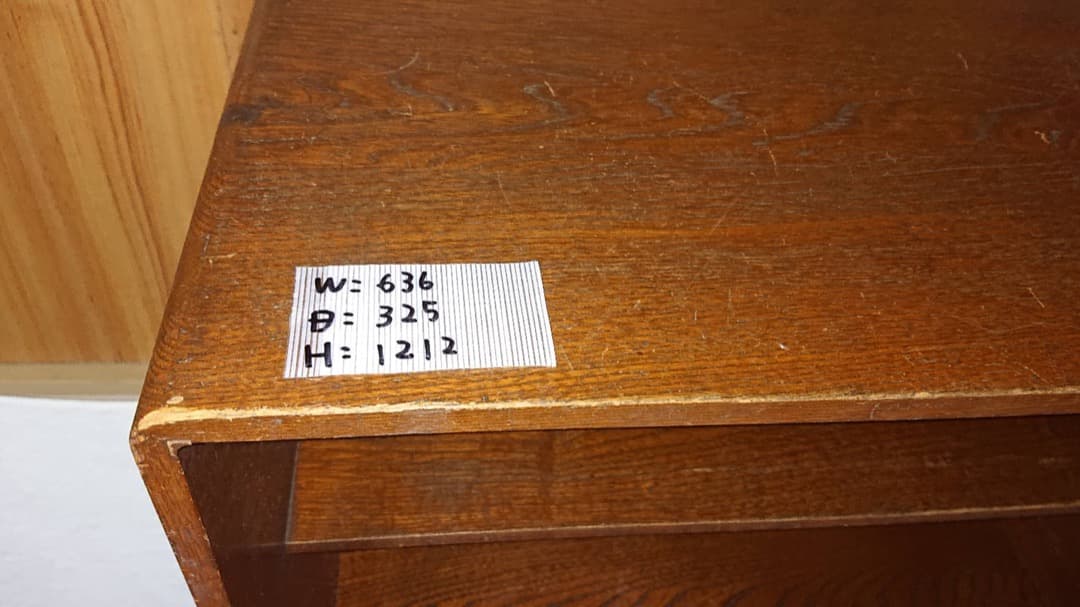 W= 636
D= 325
H= 1212